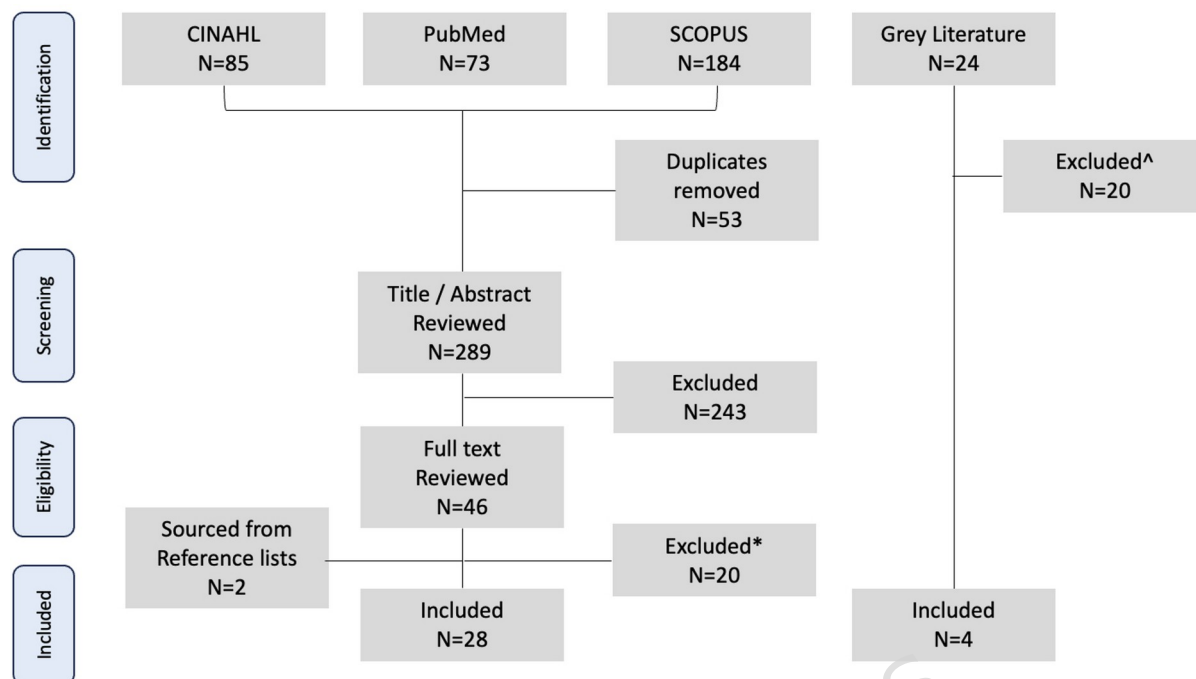 Identification
CINAHL
N=85
PubMed
N=73
SCOPUS
N=184
Grey Literature
N=24
Duplicates
removed
N=53
Excluded^
N=20
Screening
Title / Abstract
Reviewed
N=289
Excluded
N=243
Eligibility
Full text
Reviewed
N=46
Sourced from
Reference lists
N=2
Excluded*
N=20
Included
Included
N=28
Included
N=4